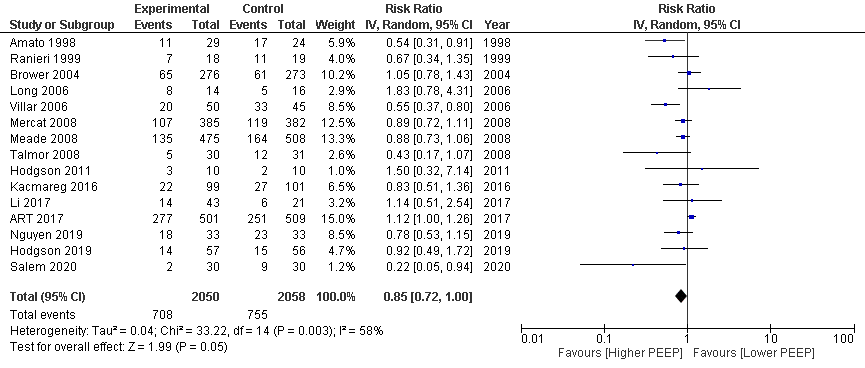 Experimental Control Risk Ratio Risk Ratio
Study or Subgroup Events Total Events Total Weight IV, Random, 95% CI Year IV, Random, 95% CI
Amato 1998 11 29 17 24 5.9% 0.54 [0.31, 0.91] 1998
Ranieri 1999 7 18 11 19 4.0% 0.67 [0.34, 1.35] 1999
Brower 2004 65 276 61 273 10.2% 1.05 [0.78, 1.43] 2004
Long 2006 8 14 5 16 2.8% 1.83 [0.78, 4.31] 2006
Villar 2006 20 50 33 45 8.3% 0.55 [0.37, 0.80] 2006
Mercat 2008 107 385 119 382 12.6% 0.89 [0.72, 1.11] 2008
Meade 2008 135 475 164 508 13.3% 0.88 [0.73, 1.06] 2008
Talmor 2008 5 30 12 31 2.5% 0.43 [0.17, 1.07] 2008
Hodgson 2011 3 10 2 10 1.0% 1.50 [0.32, 7.14] 2011
Kacmareg 2016 22 99 27 101 6.4% 0.83 [0.51, 1.36] 2016
Li 2017 14 43 6 21 3.1% 1.14 [0.51, 2.54] 2017
ART 2017 277 501 251 509 15.0% 1.12 [1.00, 1.26] 2017
Nguyen 2019 18 33 23 33 8.4% 0.78 [0.53, 1.15] 2019
Hodgson 2019 14 57 15 56 4.7% 0.92 [0.49, 1.72] 2019
Salem 2020 2 30 9 30 1.2% 0.22 [0.05, 0.94] 2020
Total (95% CI) 2050 2058 100.0% 0.85 [0.72, 1.00]
Total events 708 755
Heterogeneity: Tau² = 0.04; Chi² = 33.22, df = 14 (P = 0.003); I² = 58%
Test for overall effect: Z = 1.99 (P = 0.05)
0.01 0.1 1 10 100
Favours [Higher PEEP] Favours [Lower PEEP]